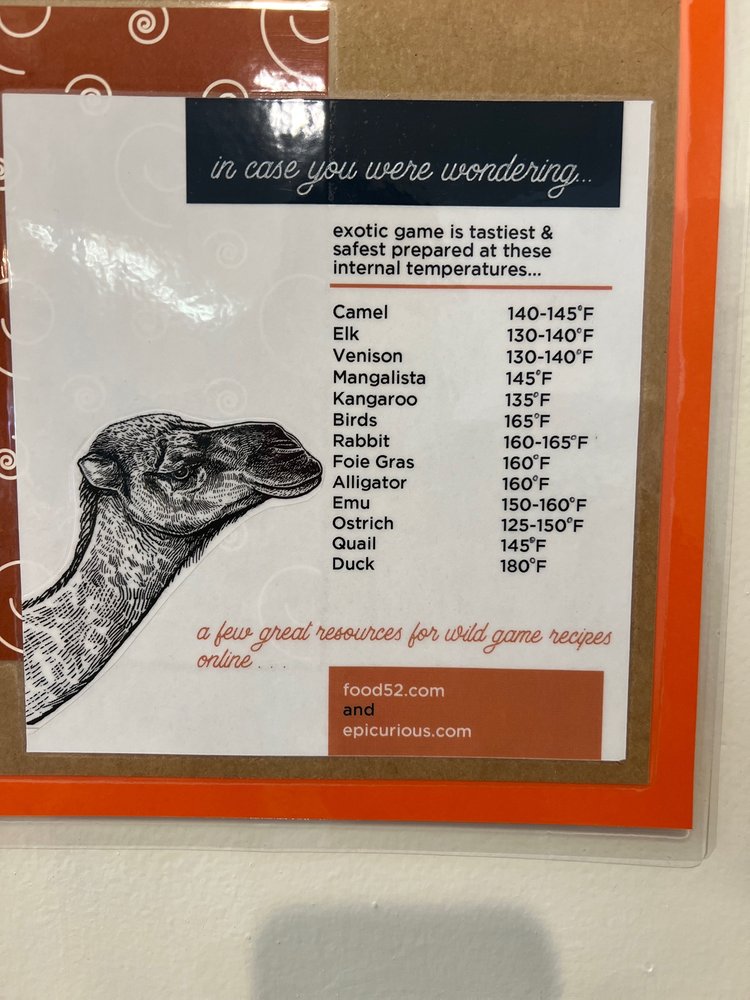 in case you were wondering...
exotic game is tastiest &
safest prepared at these
internal temperatures...
Camel 140-145°F
Elk 130-140°F
Venison 130-140°F
Mangalista 145°F
Kangaroo 135°F
Birds 165°F
Rabbit 160-165°F
Foie Gras 160°F
Alligator 160°F
Emu 150-160°F
Ostrich 125-150°F
Quail 145°F
Duck 180°F
a few great resources for wild game recipes
online . . .
food52.com
and
epicurious.com